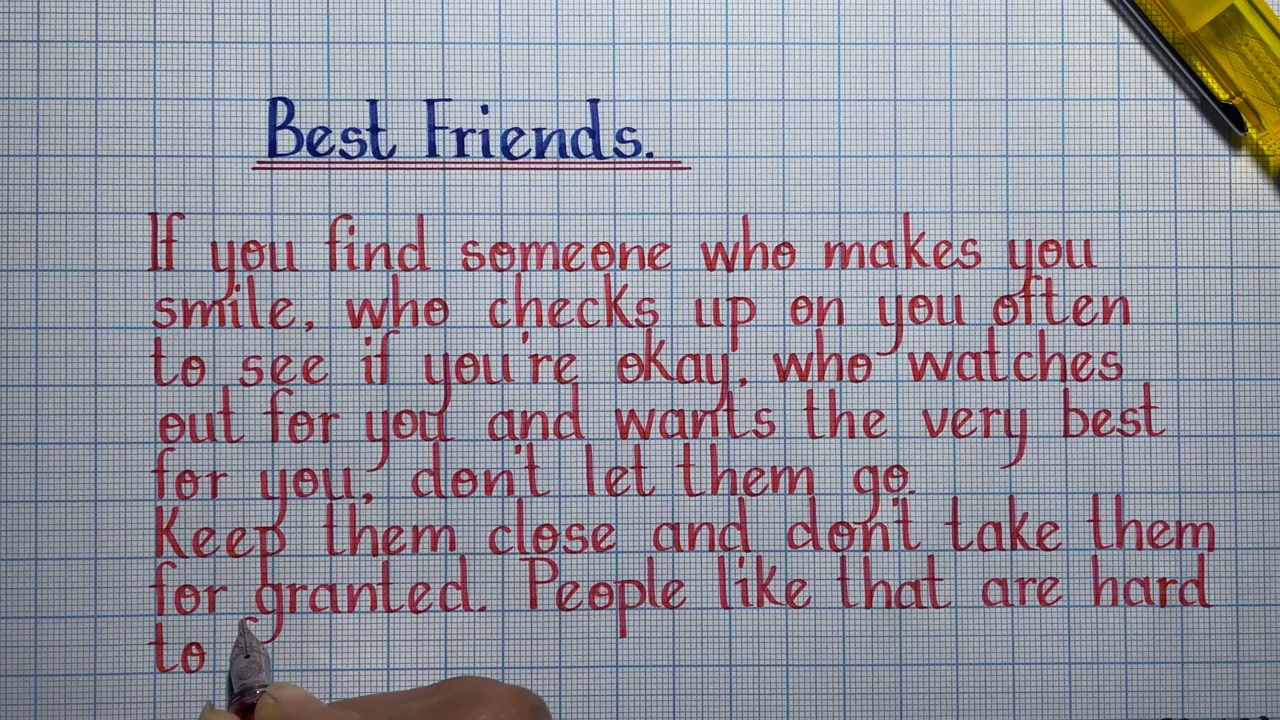 Best Friends.
If you find someone who makes you
smile, who checks up on you often
to see if you're okay, who watches
out for you and wants the very best
for you, don't let them go.
Keep them close and don't take them
for granted. People like that are hard
to